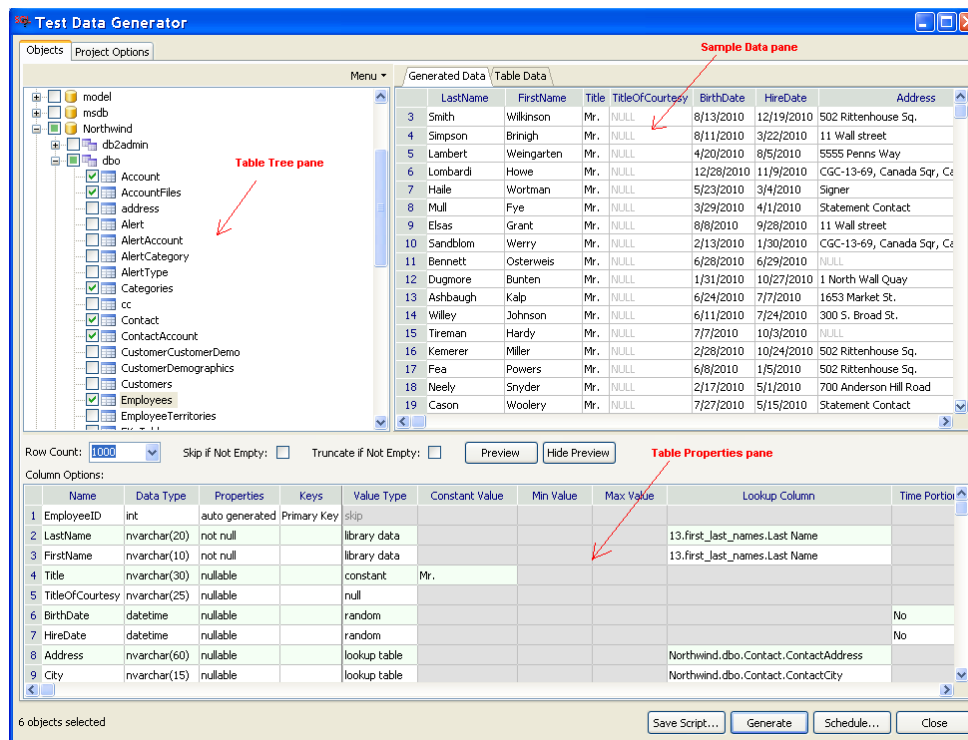 Test Data Generator
Objects Project Options
Sample Data pane
Menu
Generated Data Table Data
model
msdb
Northwind
db2admin
dbo
Account
AccountFiles
address
Alert
AlertAccount
AlertCategory
AlertType
Categories
cc
Contact
ContactAccount
CustomerCustomerDemo
CustomerDemographics
Customers
Employees
EmployeeTerritories
Table Tree pane
LastName FirstName Title TitleOfCourtesy BirthDate HireDate Address
3 Smith Wilkinson Mr. NULL 8/13/2010 12/19/2010 502 Rittenhouse Sq.
4 Simpson Brinigh Mr. NULL 8/11/2010 3/22/2010 11 Wall street
5 Lambert Weingarten Mr. NULL 4/20/2010 8/5/2010 5555 Penns Way
6 Lombardi Howe Mr. NULL 12/28/2010 11/9/2010 CGC-13-69, Canada Sqr, Ca
7 Haile Wortman Mr. NULL 5/23/2010 3/4/2010 Signer
8 Mull Fye Mr. NULL 3/29/2010 4/1/2010 Statement Contact
9 Elsas Grant Mr. NULL 8/8/2010 9/28/2010 11 Wall street
10 Sandblom Werry Mr. NULL 2/13/2010 1/30/2010 CGC-13-69, Canada Sqr, Ca
11 Bennett Osterweis Mr. NULL 6/28/2010 6/29/2010 NULL
12 Dugmore Bunten Mr. NULL 1/31/2010 10/27/2010 1 North Wall Quay
13 Ashbaugh Kalp Mr. NULL 6/24/2010 7/7/2010 1653 Market St.
14 Willey Johnson Mr. NULL 6/11/2010 7/24/2010 300 S. Broad St.
15 Tireman Hardy Mr. NULL 7/7/2010 10/3/2010 NULL
16 Kemerer Miller Mr. NULL 2/28/2010 10/24/2010 502 Rittenhouse Sq.
17 Fea Powers Mr. NULL 6/8/2010 1/5/2010 502 Rittenhouse Sq.
18 Neely Snyder Mr. NULL 2/17/2010 5/1/2010 700 Anderson Hill Road
19 Cason Woolery Mr. NULL 7/27/2010 5/15/2010 Statement Contact
Row Count: 1000 Skip if Not Empty: Truncate if Not Empty: Preview Hide Preview
Table Properties pane
Column Options:
Name Data Type Properties Keys Value Type Constant Value Min Value Max Value Lookup Column Time Portion
1 EmployeeID int auto generated Primary Key skip
2 LastName nvarchar(20) not null library data 13.first_last_names.Last Name
3 FirstName nvarchar(10) not null library data 13.first_last_names.Last Name
4 Title nvarchar(30) nullable constant Mr.
5 TitleOfCourtesy nvarchar(25) nullable null
6 BirthDate datetime nullable random No
7 HireDate datetime nullable random No
8 Address nvarchar(60) nullable lookup table Northwind.dbo.Contact.ContactAddress
9 City nvarchar(15) nullable lookup table Northwind.dbo.Contact.ContactCity
6 objects selected
Save Script... Generate Schedule... Close